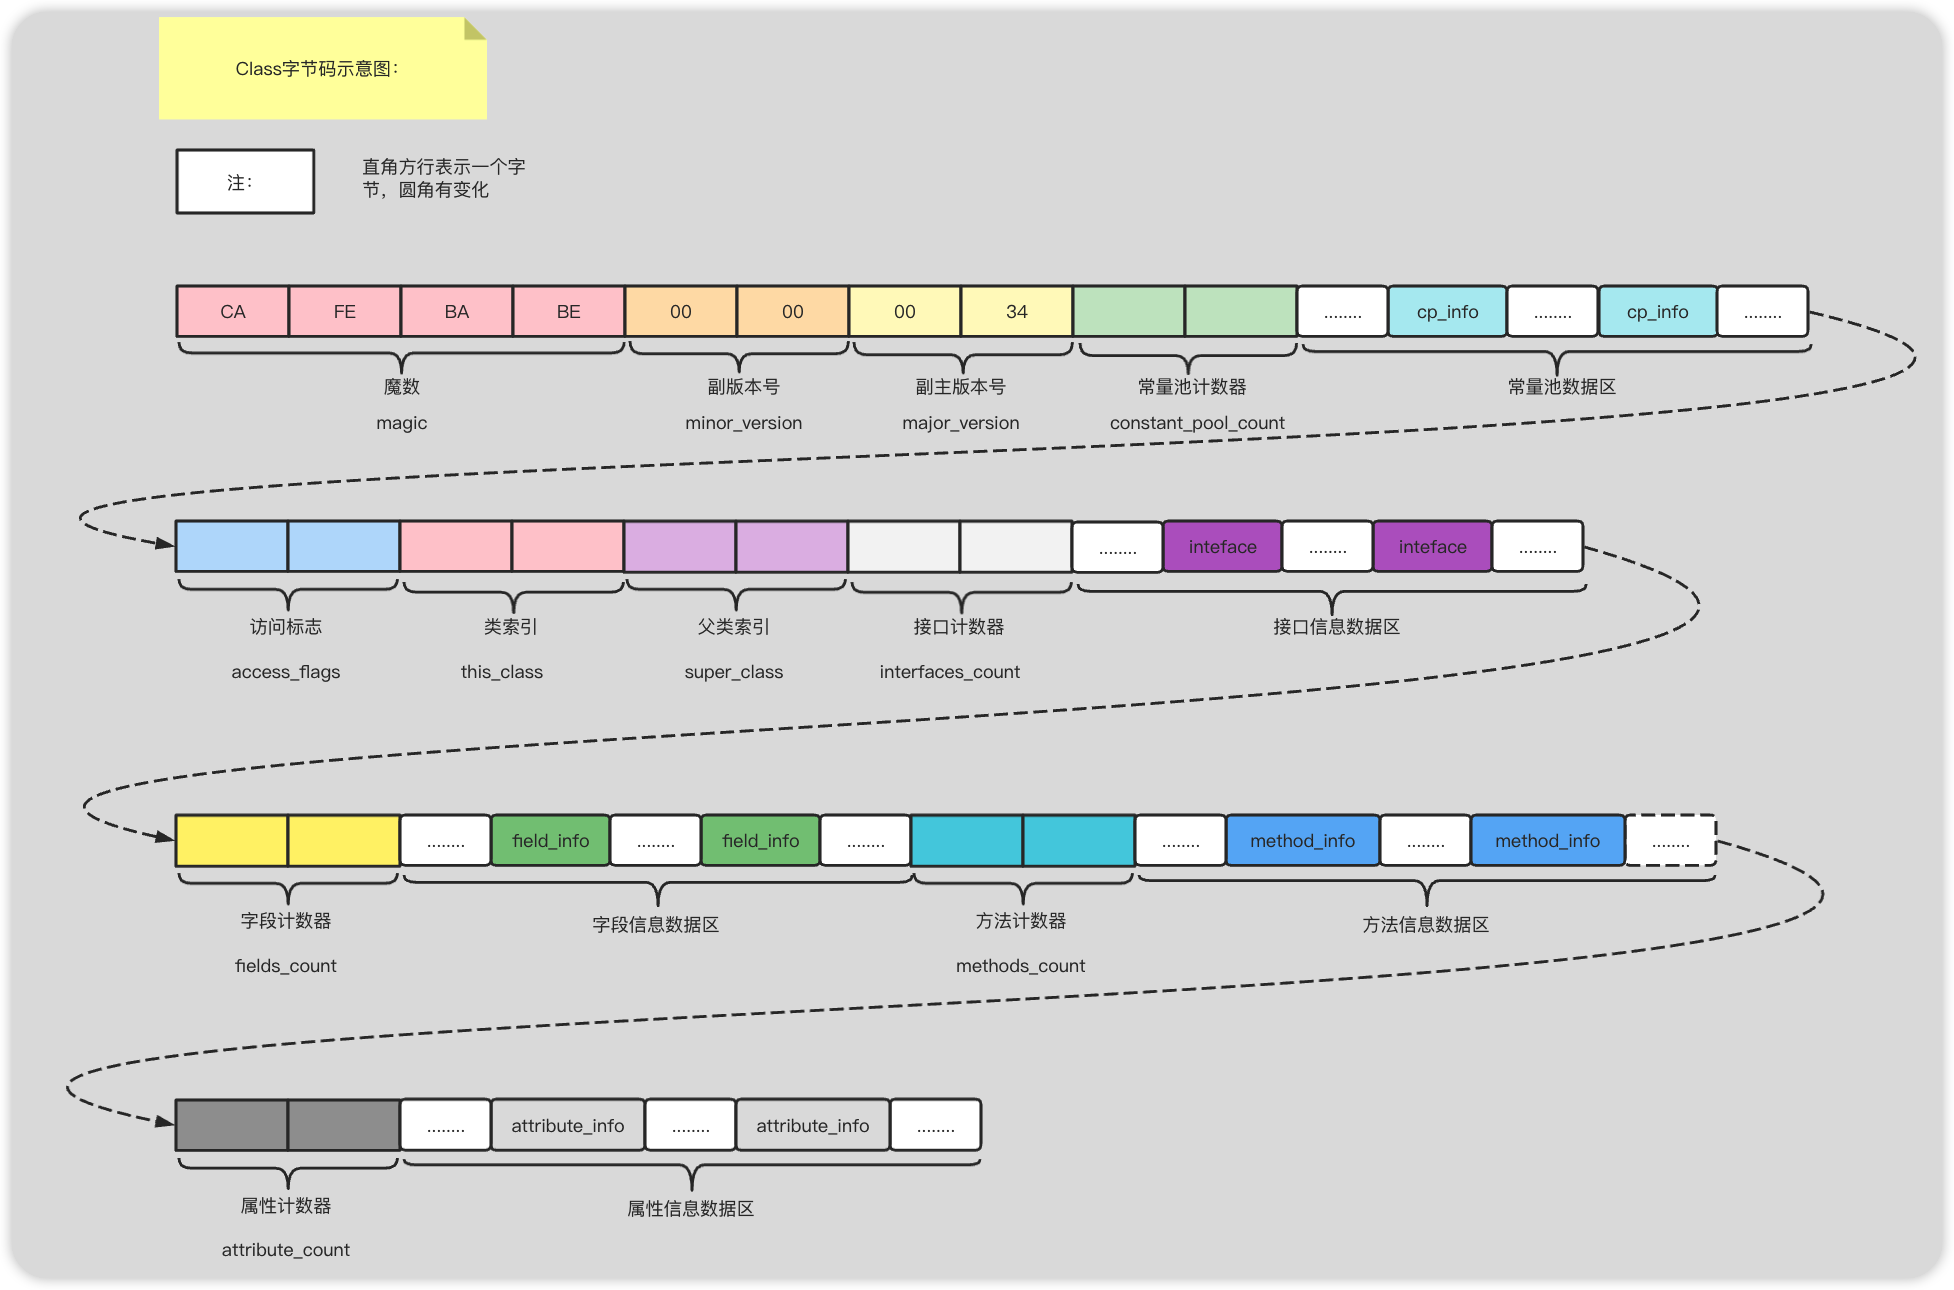 Class字节码示意图：
注：
直角方行表示一个字
节，圆角有变化
CA FE BA BE 00 00 00 34 ........ cp_info ........ cp_info ........
魔数 副版本号 副主版本号 常量池计数器 常量池数据区
magic minor_version major_version constant_pool_count
........ inteface ........ inteface ........
访问标志 类索引 父类索引 接口计数器 接口信息数据区
access_flags this_class super_class interfaces_count
........ field_info ........ field_info ........ ........ method_info ........ method_info ........
字段计数器 字段信息数据区 方法计数器 方法信息数据区
fields_count methods_count
........ attribute_info ........ attribute_info ........
属性计数器 属性信息数据区
attribute_count